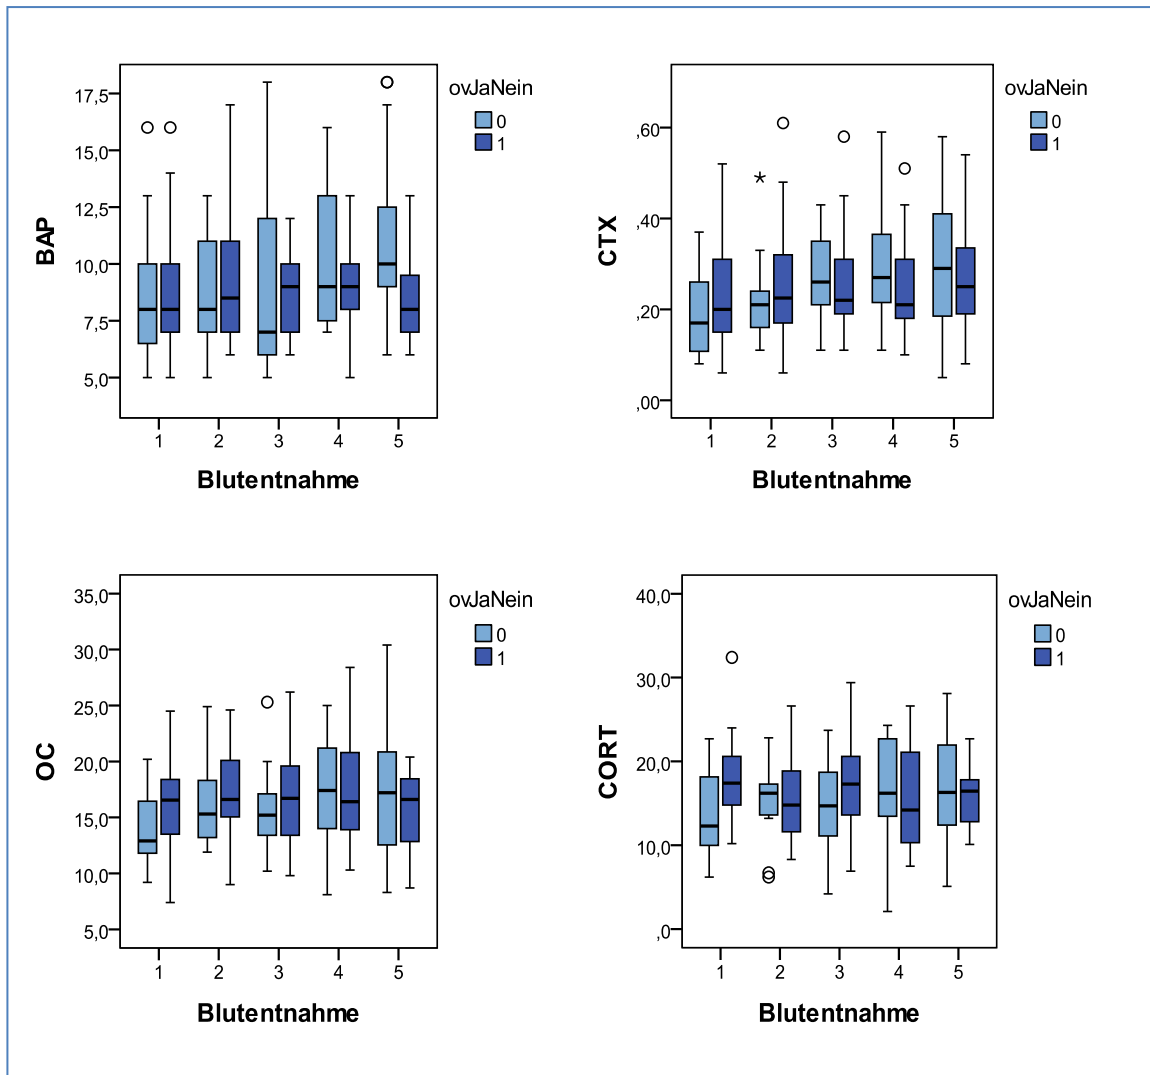 17,5
15,0
12,5
10,0
7,5
5,0
BAP
1 2 3 4 5
Blutentnahme
ovJaNein
0
1
,60
,40
,20
,00
CTX
1 2 3 4 5
Blutentnahme
ovJaNein
0
1
35,0
30,0
25,0
20,0
15,0
10,0
5,0
OC
1 2 3 4 5
Blutentnahme
ovJaNein
0
1
40,0
30,0
20,0
10,0
,0
CORT
1 2 3 4 5
Blutentnahme
ovJaNein
0
1